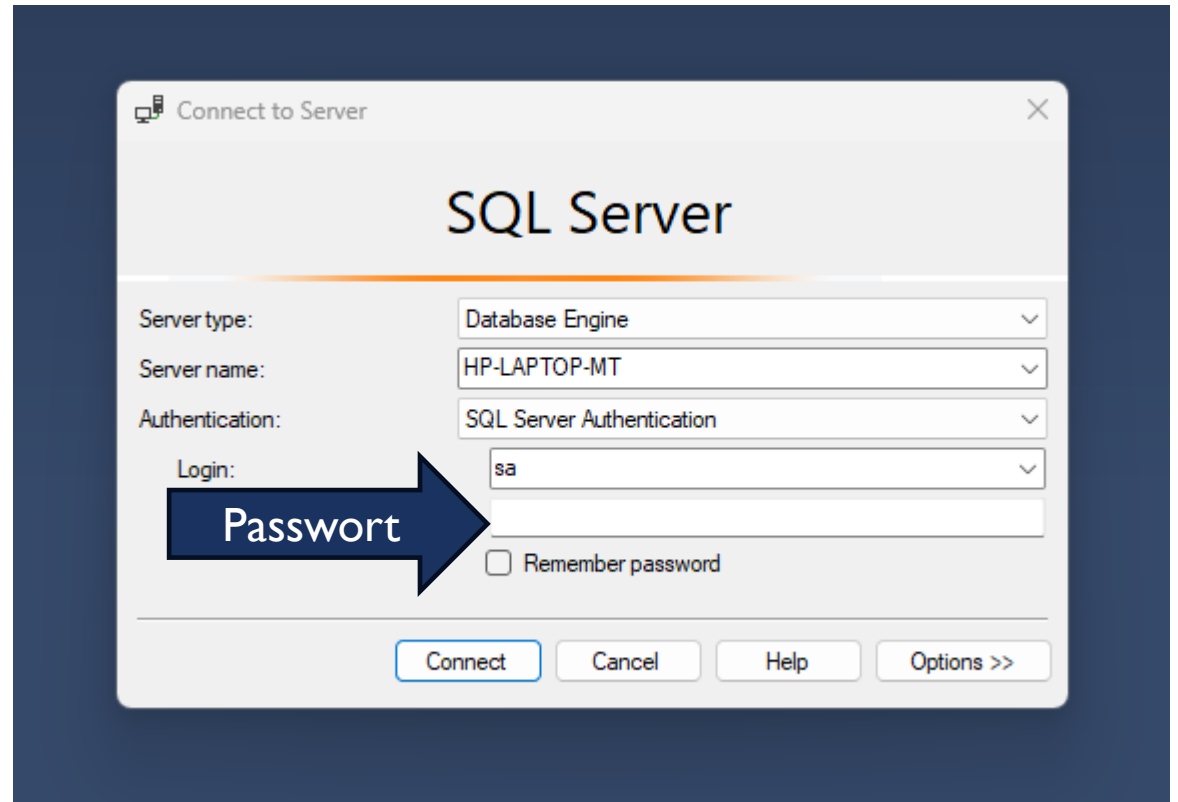 Connect to Server
SQL Server
Server type: Database Engine
Server name: HP-LAPTOP-MT
Authentication: SQL Server Authentication
Login: sa
Passwort
Remember password
Connect Cancel Help Options >>